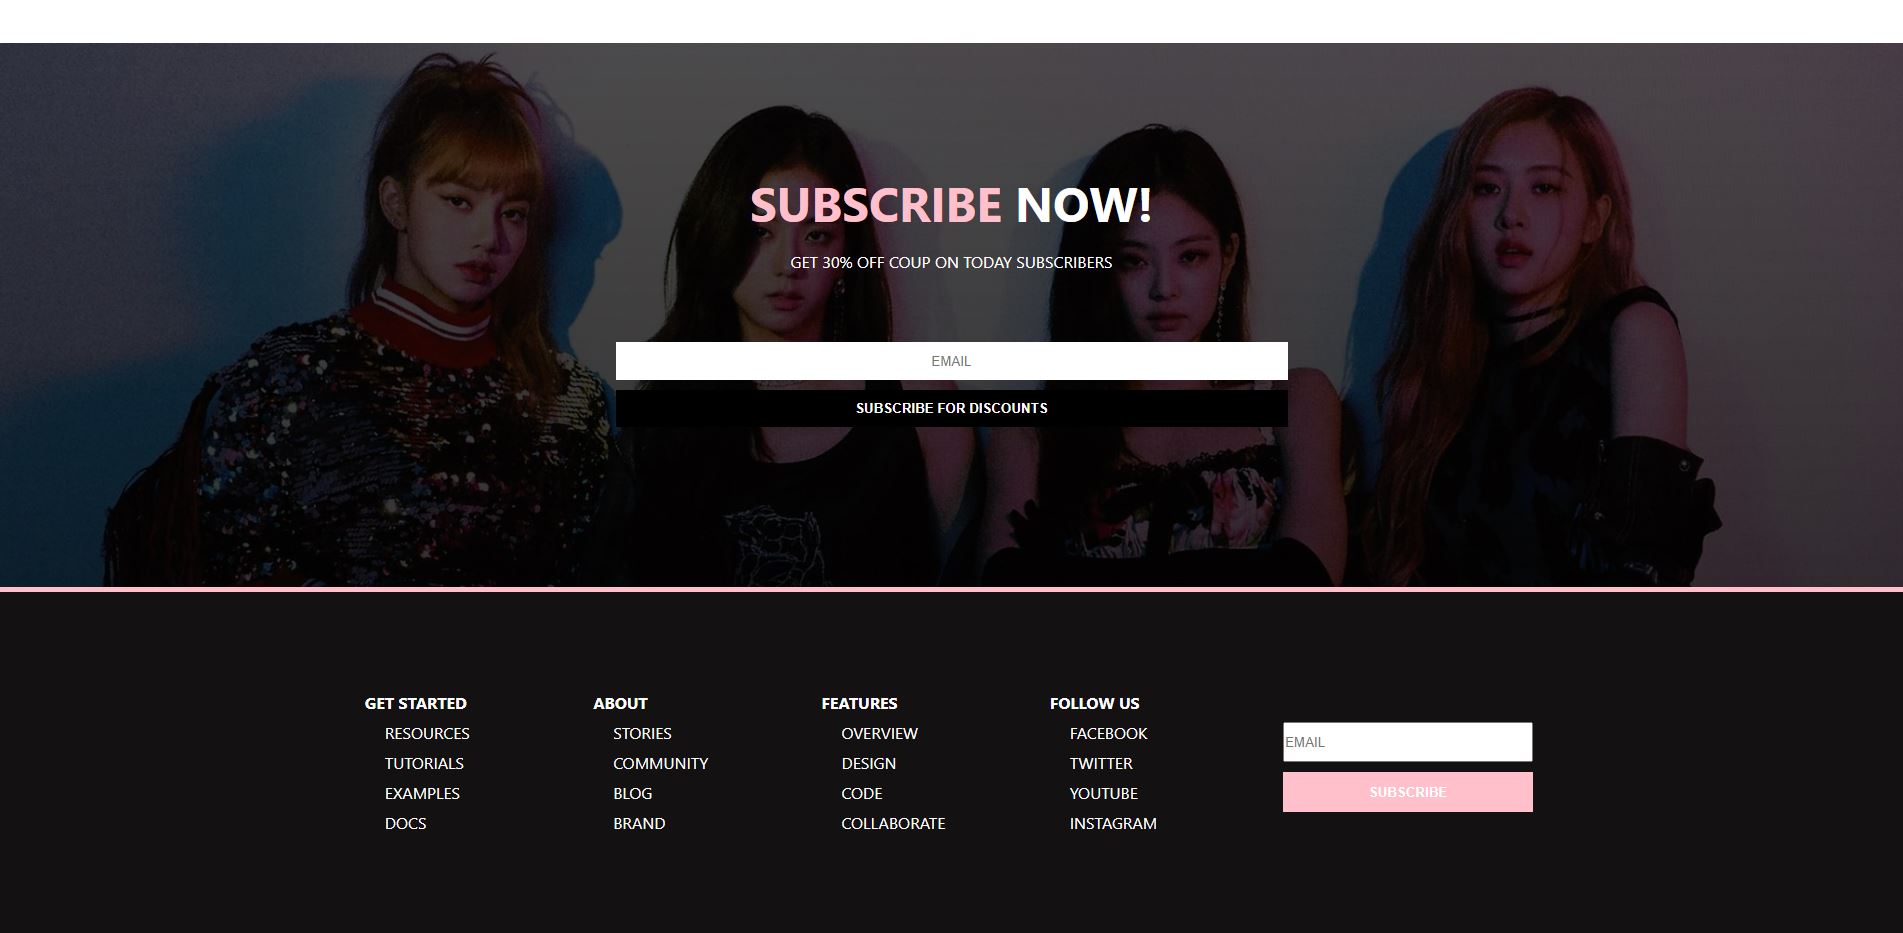 SUBSCRIBE NOW!
GET 30% OFF COUP ON TODAY SUBSCRIBERS
EMAIL
SUBSCRIBE FOR DISCOUNTS
GET STARTED
RESOURCES
TUTORIALS
EXAMPLES
DOCS
ABOUT
STORIES
COMMUNITY
BLOG
BRAND
FEATURES
OVERVIEW
DESIGN
CODE
COLLABORATE
FOLLOW US
FACEBOOK
TWITTER
YOUTUBE
INSTAGRAM
EMAIL
SUBSCRIBE